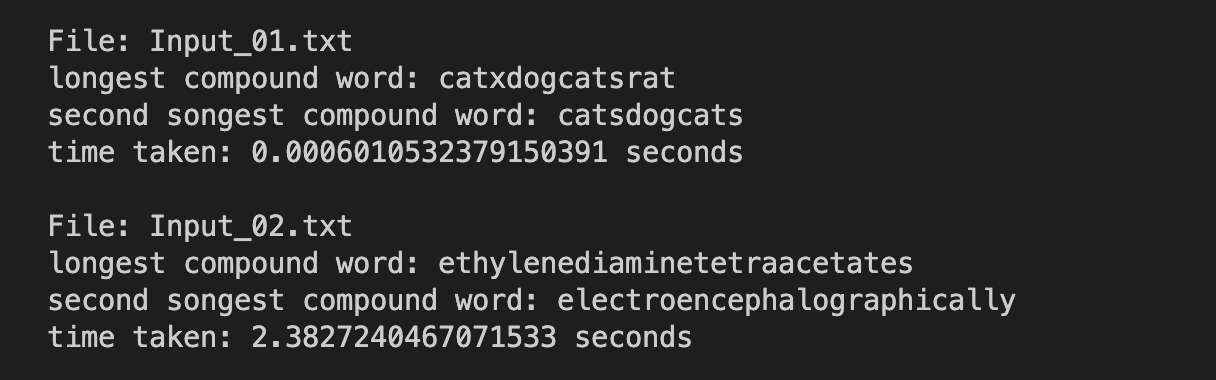 File: Input_01.txt
longest compound word: catxdogcatsrat
second songest compound word: catsdogcats
time taken: 0.0006010532379150391 seconds
File: Input_02.txt
longest compound word: ethylenediaminetetraacetates
second songest compound word: electroencephalographically
time taken: 2.3827240467071533 seconds